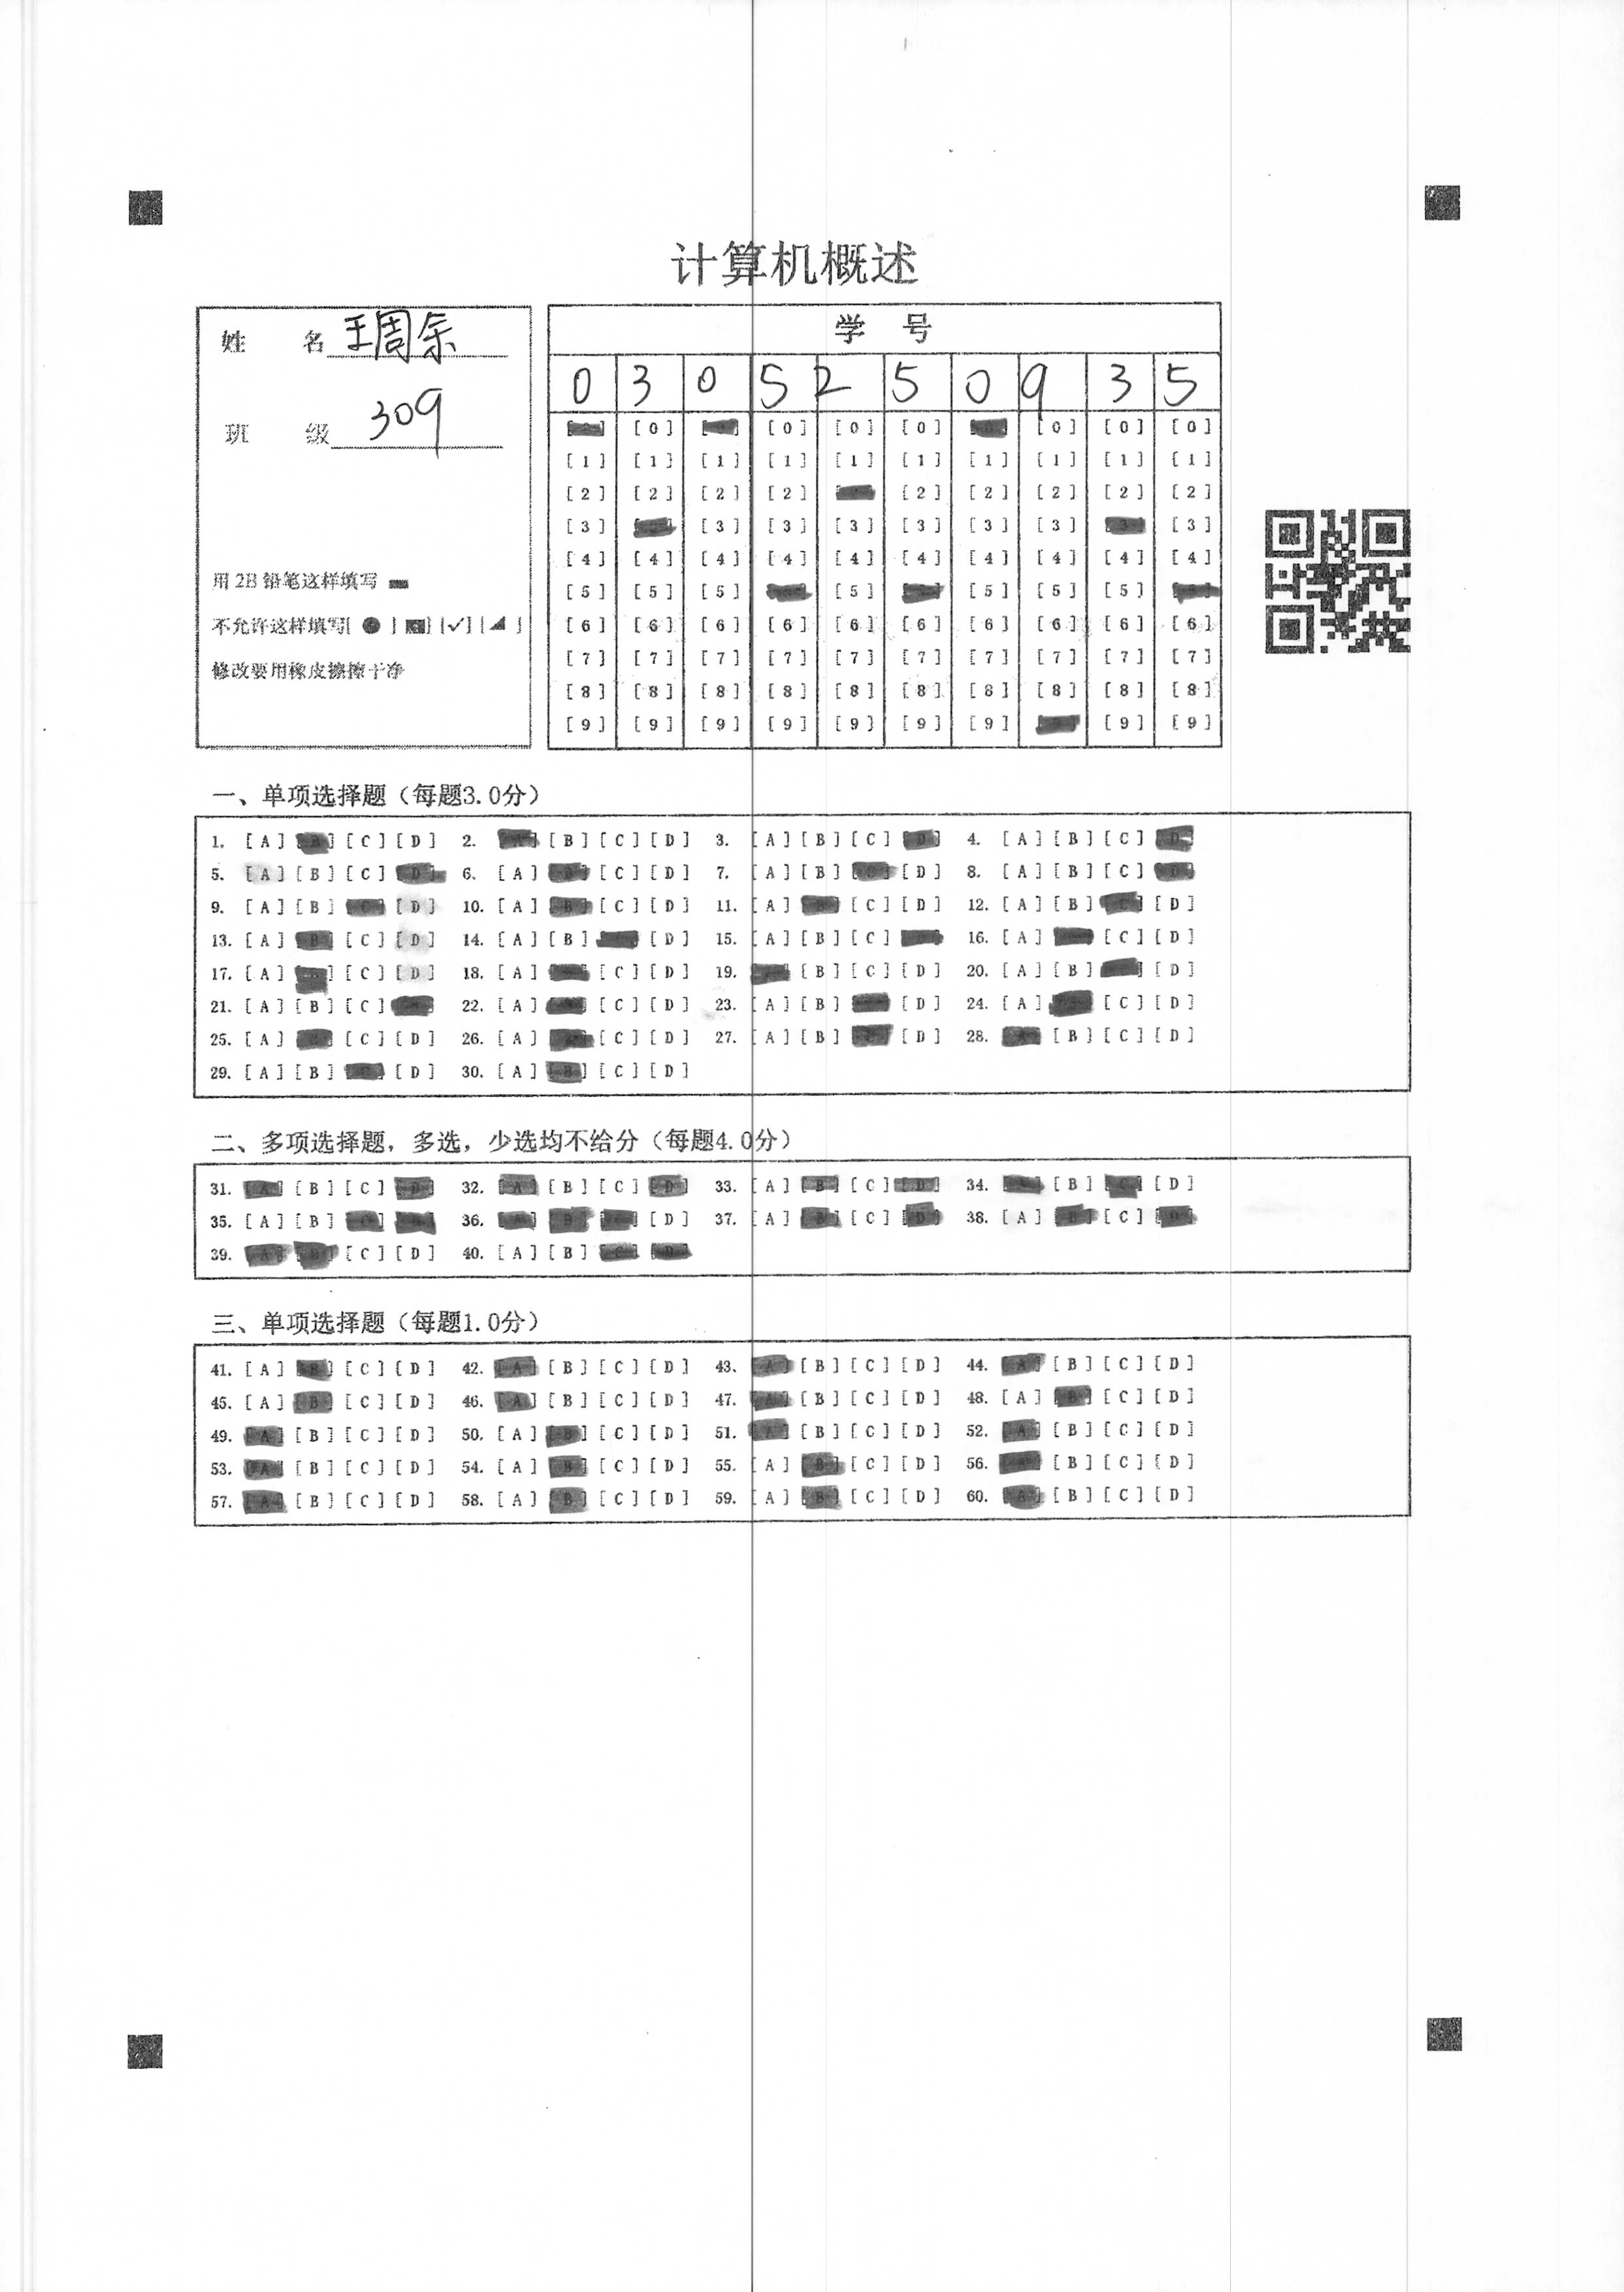 计算机概述
姓 名 王周余
班 级 309
用 2B 铅笔这样填写
不允许这样填写[ ● ] [ ] [✓] [◢ ]
修改要用橡皮擦擦干净
学 号
0 3 0 5 2 5 0 9 3 5
[0] [0] [0] [0] [0] [0] [0]
[1] [1] [1] [1] [1] [1] [1] [1] [1] [1]
[2] [2] [2] [2] [2] [2] [2] [2] [2]
[3] [3] [3] [3] [3] [3] [3] [3] [3]
[4] [4] [4] [4] [4] [4] [4] [4] [4] [4]
[5] [5] [5] [5] [5] [5] [5]
[6] [6] [6] [6] [6] [6] [6] [6] [6] [6]
[7] [7] [7] [7] [7] [7] [7] [7] [7] [7]
[8] [8] [8] [8] [8] [8] [8] [8] [8] [8]
[9] [9] [9] [9] [9] [9] [9] [9] [9]
一、单项选择题（每题3.0分）
1. [A] [B] [C] [D] 2. [A] [B] [C] [D] 3. [A] [B] [C] [D] 4. [A] [B] [C] [D]
5. [A] [B] [C] [D] 6. [A] [B] [C] [D] 7. [A] [B] [C] [D] 8. [A] [B] [C] [D]
9. [A] [B] [C] [D] 10. [A] [B] [C] [D] 11. [A] [B] [C] [D] 12. [A] [B] [C] [D]
13. [A] [B] [C] [D] 14. [A] [B] [D] 15. [A] [B] [C] 16. [A] [C] [D]
17. [A] [B] [C] [D] 18. [A] [C] [D] 19. [B] [C] [D] 20. [A] [B] [D]
21. [A] [B] [C] 22. [A] [C] [D] 23. [A] [B] [D] 24. [A] [C] [D]
25. [A] [B] [C] [D] 26. [A] [C] [D] 27. [A] [B] [C] [D] 28. [A] [B] [C] [D]
29. [A] [B] [C] [D] 30. [A] [B] [C] [D]
二、多项选择题，多选，少选均不给分（每题4.0分）
31. [A] [B] [C] [D] 32. [A] [B] [C] [D] 33. [A] [B] [C] [D] 34. [A] [B] [C] [D]
35. [A] [B] [C] [D] 36. [A] [B] [C] [D] 37. [A] [B] [C] [D] 38. [A] [B] [C] [D]
39. [A] [B] [C] [D] 40. [A] [B] [C] [D]
三、单项选择题（每题1.0分）
41. [A] [B] [C] [D] 42. [A] [B] [C] [D] 43. [A] [B] [C] [D] 44. [A] [B] [C] [D]
45. [A] [B] [C] [D] 46. [A] [B] [C] [D] 47. [A] [B] [C] [D] 48. [A] [B] [C] [D]
49. [A] [B] [C] [D] 50. [A] [B] [C] [D] 51. [A] [B] [C] [D] 52. [A] [B] [C] [D]
53. [A] [B] [C] [D] 54. [A] [B] [C] [D] 55. [A] [B] [C] [D] 56. [A] [B] [C] [D]
57. [A] [B] [C] [D] 58. [A] [B] [C] [D] 59. [A] [B] [C] [D] 60. [A] [B] [C] [D]